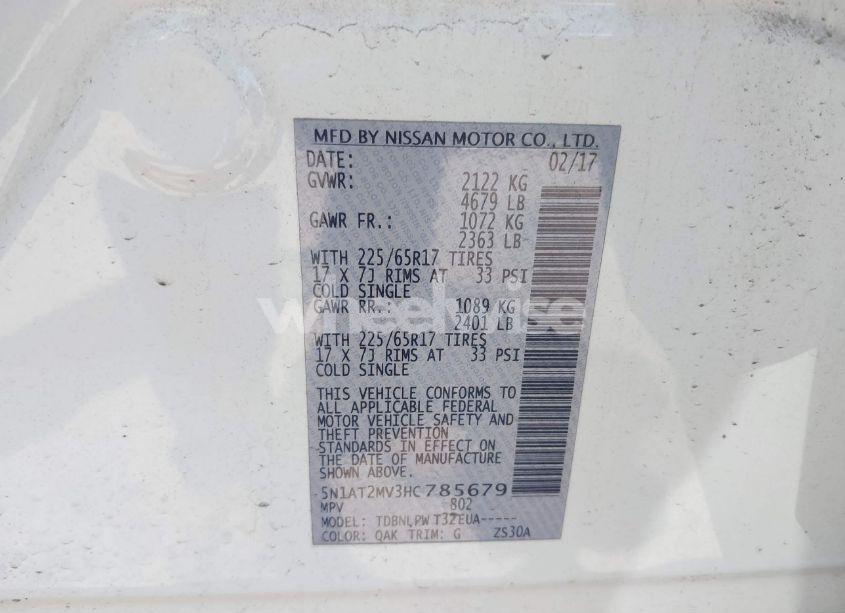 MFD BY NISSAN MOTOR CO., LTD.
DATE: 02/17
GVWR: 2122 KG
4679 LB
GAWR FR.: 1072 KG
2363 LB
WITH 225/65R17 TIRES
17 X 7J RIMS AT 33 PSI
COLD SINGLE
GAWR RR.: 1089 KG
2401 LB
WITH 225/65R17 TIRES
17 X 7J RIMS AT 33 PSI
COLD SINGLE
THIS VEHICLE CONFORMS TO
ALL APPLICABLE FEDERAL
MOTOR VEHICLE SAFETY AND
THEFT PREVENTION
STANDARDS IN EFFECT ON
THE DATE OF MANUFACTURE
SHOWN ABOVE.
5N1AT2MV3HC785679
MPV 802
MODEL: TDBNLPW T32EUA-----
COLOR: QAK TRIM: G ZS30A
wheelwise